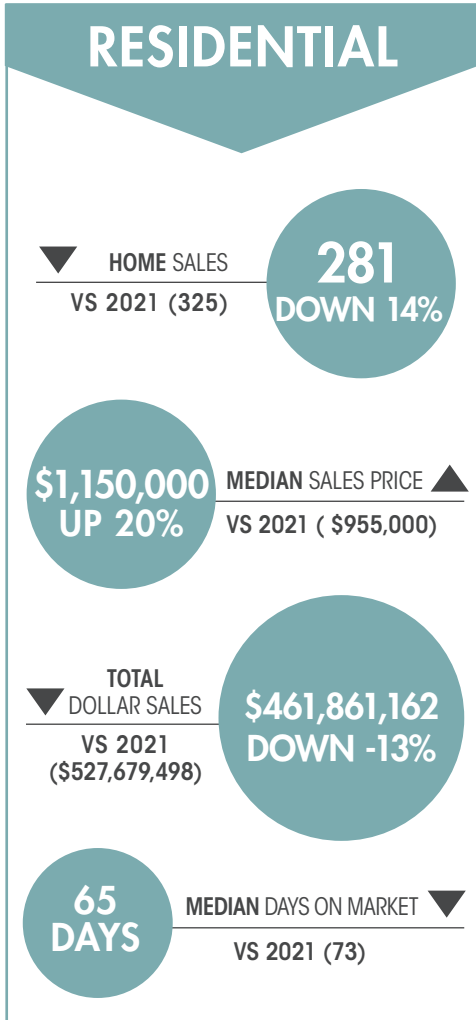 RESIDENTIAL
HOME SALES
VS 2021 (325)
281
DOWN 14%
$1,150,000
UP 20%
MEDIAN SALES PRICE
VS 2021 ( $955,000)
TOTAL
DOLLAR SALES
VS 2021
($527,679,498)
$461,861,162
DOWN -13%
65
DAYS
MEDIAN DAYS ON MARKET
VS 2021 (73)